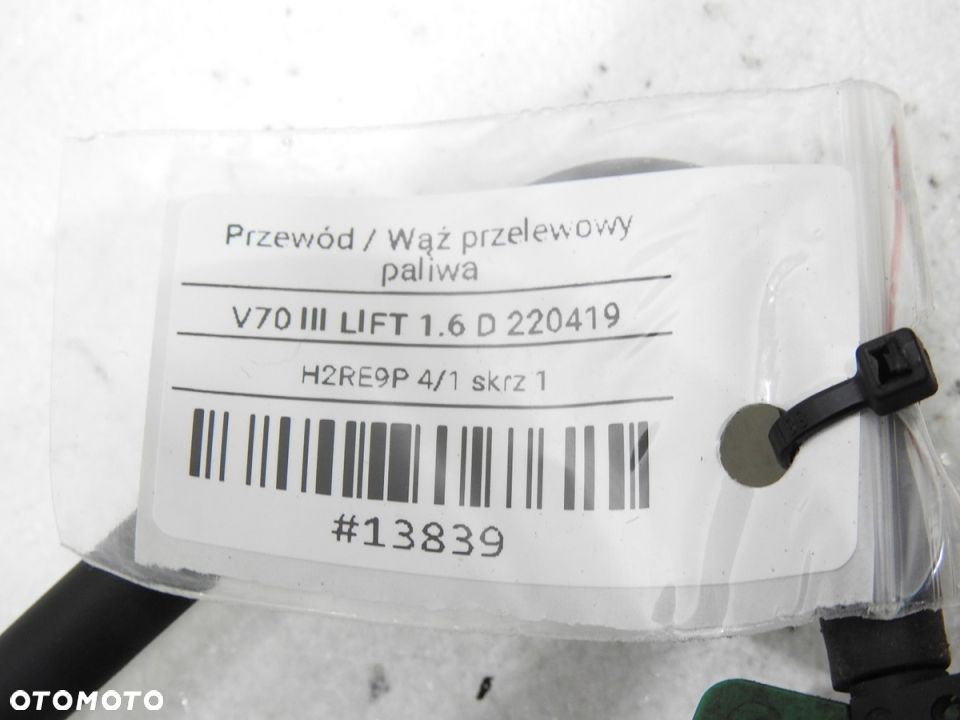 Przewód / Wąż przelewowy
paliwa
V70 III LIFT 1.6 D 220419
H2RE9P 4/1 skrz 1
#13839
OTOMOTO